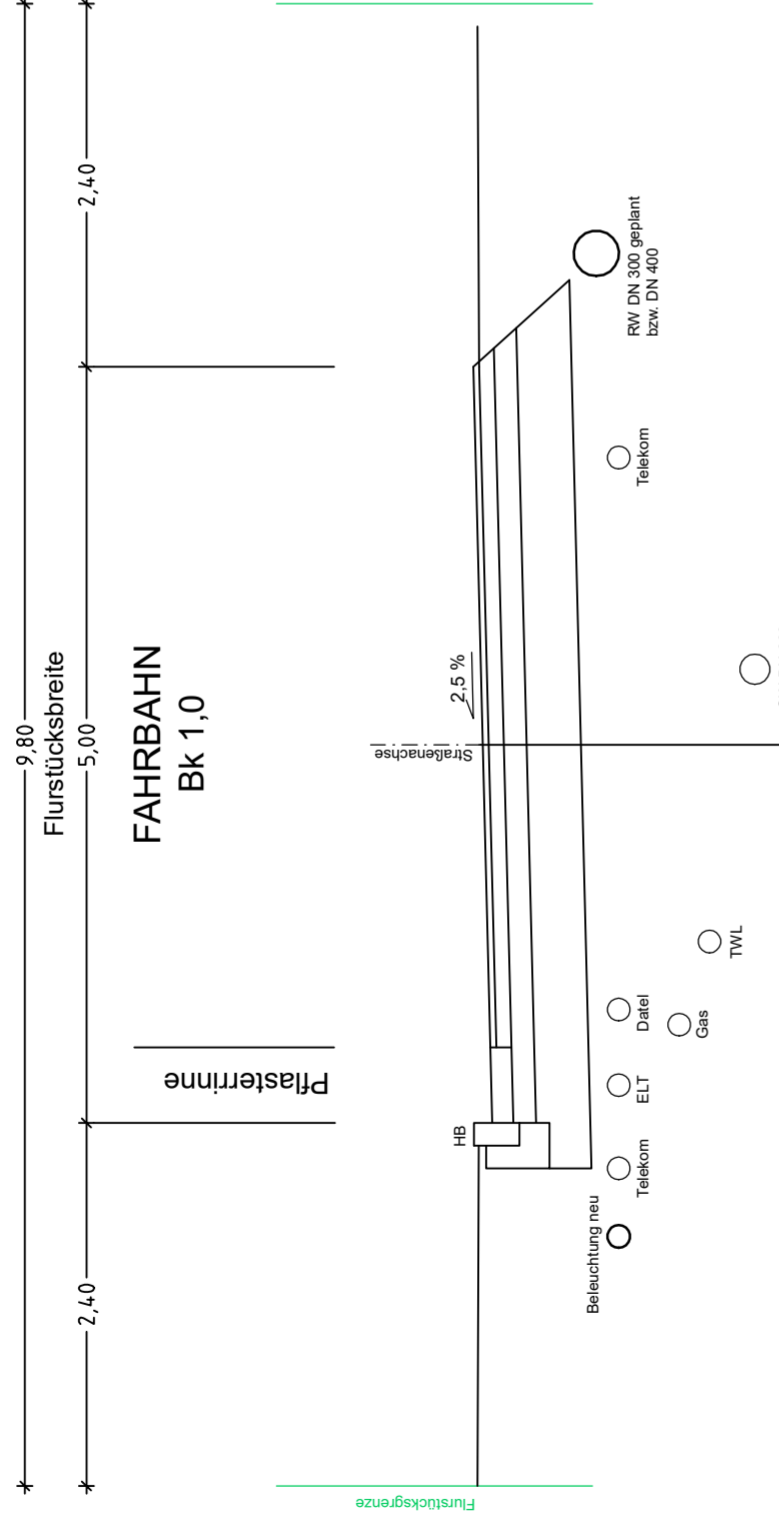 9,80
Flurstücksbreite
2,40
5,00
2,40
FAHRBAHN
Bk 1,0
Pflasterrinne
Flurstücksgrenze
Straßenachse
2,5 %
HB
Beleuchtung neu
Telekom
ELT
Datel
Gas
TWL
Telekom
RW DN 300 geplant
bzw. DN 400